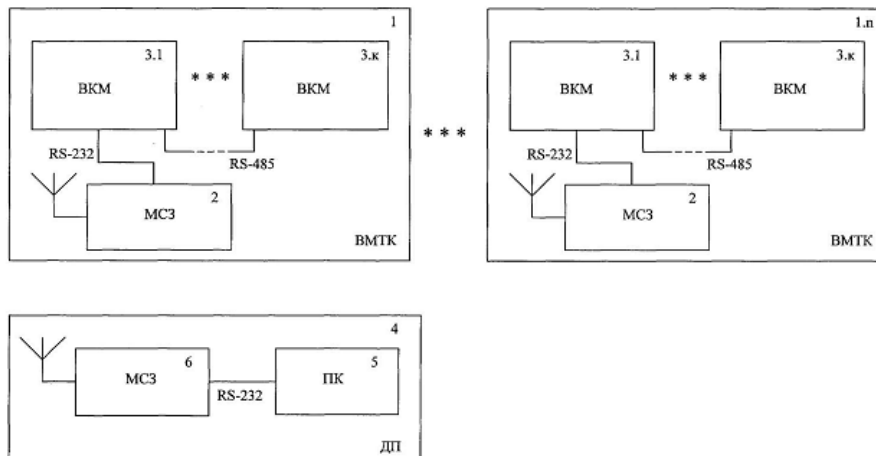 1
3.1
ВКМ
* * *
3.к
ВКМ
RS-232
RS-485
2
МСЗ
ВМТК
* * *
1.п
3.1
ВКМ
* * *
3.к
ВКМ
RS-232
RS-485
2
МСЗ
ВМТК
4
6
МСЗ
RS-232
5
ПК
ДП